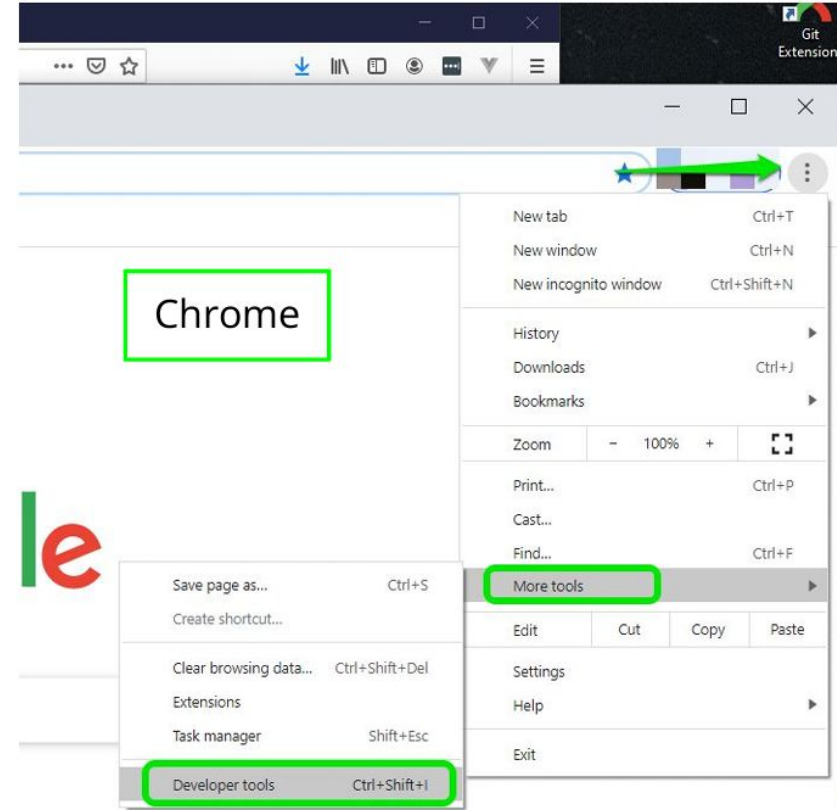 Git
Extension
Chrome
le
New tab Ctrl+T
New window Ctrl+N
New incognito window Ctrl+Shift+N
History
Downloads Ctrl+J
Bookmarks
Zoom - 100% +
Print... Ctrl+P
Cast...
Find... Ctrl+F
More tools
Edit Cut Copy Paste
Settings
Help
Exit
Save page as... Ctrl+S
Create shortcut...
Clear browsing data... Ctrl+Shift+Del
Extensions
Task manager Shift+Esc
Developer tools Ctrl+Shift+I